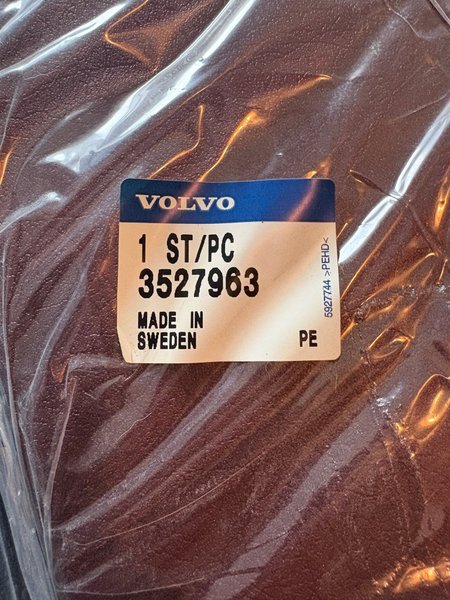 VOLVO
1 ST/PC
3527963
MADE IN
SWEDEN PE
5927744 >PEHD<